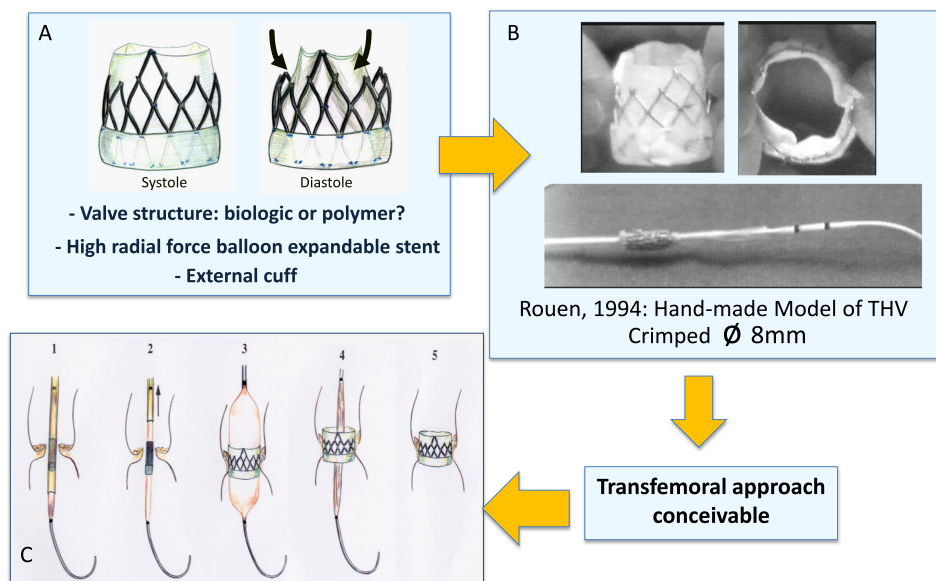 A
Systole
Diastole
- Valve structure: biologic or polymer?
- High radial force balloon expandable stent
- External cuff
B
Rouen, 1994: Hand-made Model of THV
Crimped Ø 8mm
Transfemoral approach
conceivable
1 2 3 4 5
C